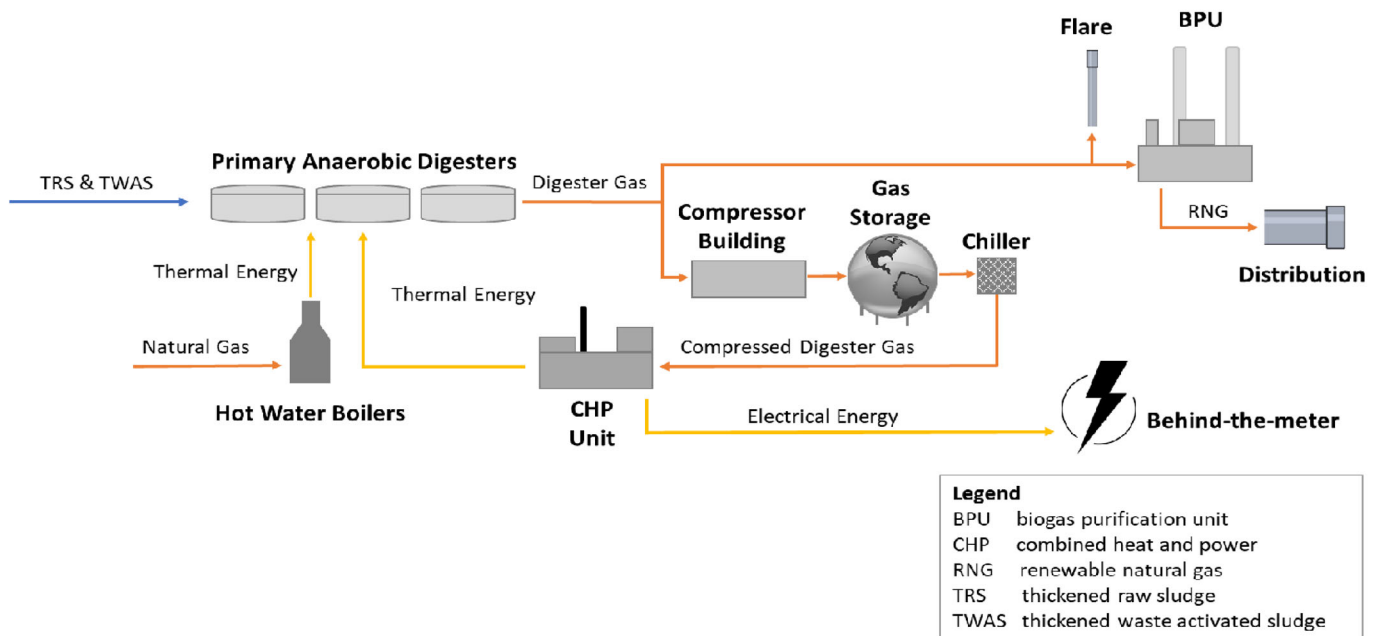 Flare
BPU
Primary Anaerobic Digesters
TRS & TWAS
Digester Gas
Compressor
Building
Gas
Storage
Chiller
RNG
Distribution
Thermal Energy
Thermal Energy
Natural Gas
Compressed Digester Gas
Hot Water Boilers
CHP
Unit
Electrical Energy
Behind-the-meter
Legend
BPU biogas purification unit
CHP combined heat and power
RNG renewable natural gas
TRS thickened raw sludge
TWAS thickened waste activated sludge